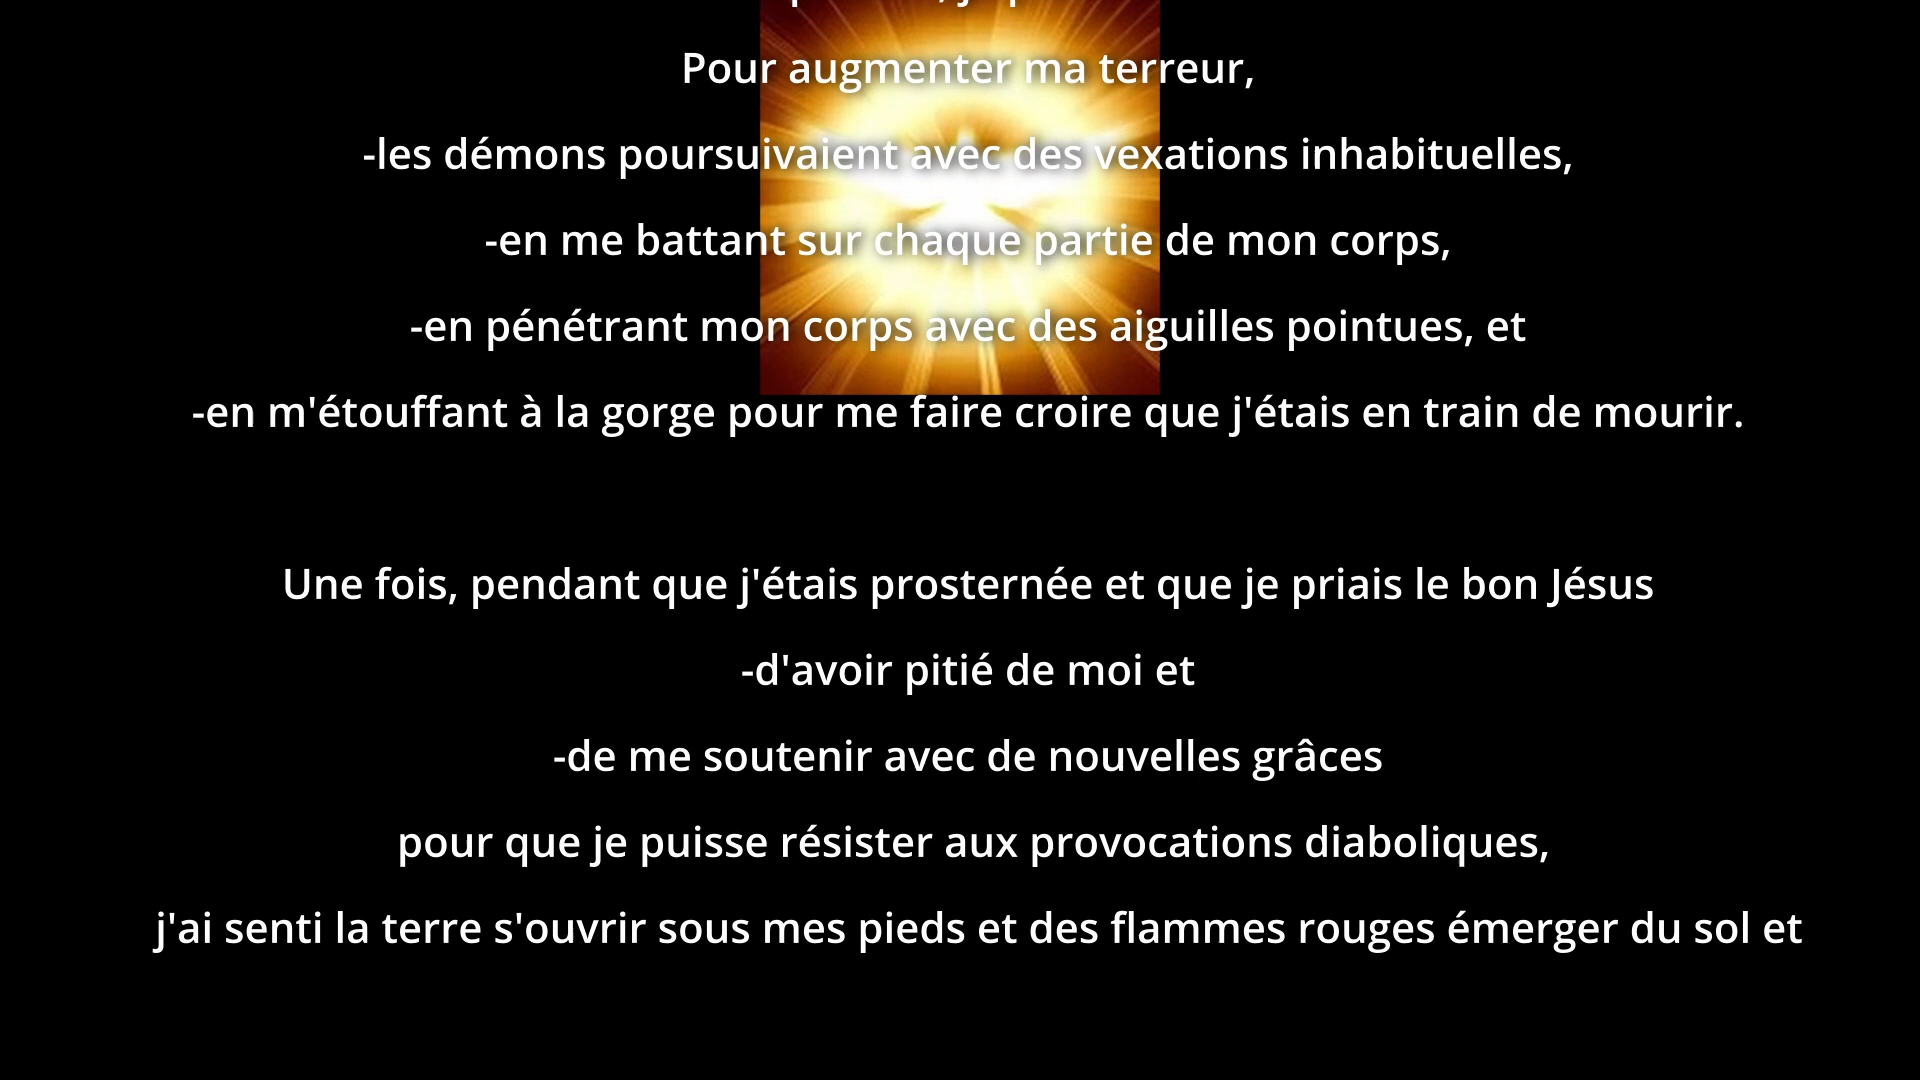 Pour augmenter ma terreur,
-les démons poursuivaient avec des vexations inhabituelles,
-en me battant sur chaque partie de mon corps,
-en pénétrant mon corps avec des aiguilles pointues, et
-en m'étouffant à la gorge pour me faire croire que j'étais en train de mourir.
Une fois, pendant que j'étais prosternée et que je priais le bon Jésus
-d'avoir pitié de moi et
-de me soutenir avec de nouvelles grâces
pour que je puisse résister aux provocations diaboliques,
j'ai senti la terre s'ouvrir sous mes pieds et des flammes rouges émerger du sol et